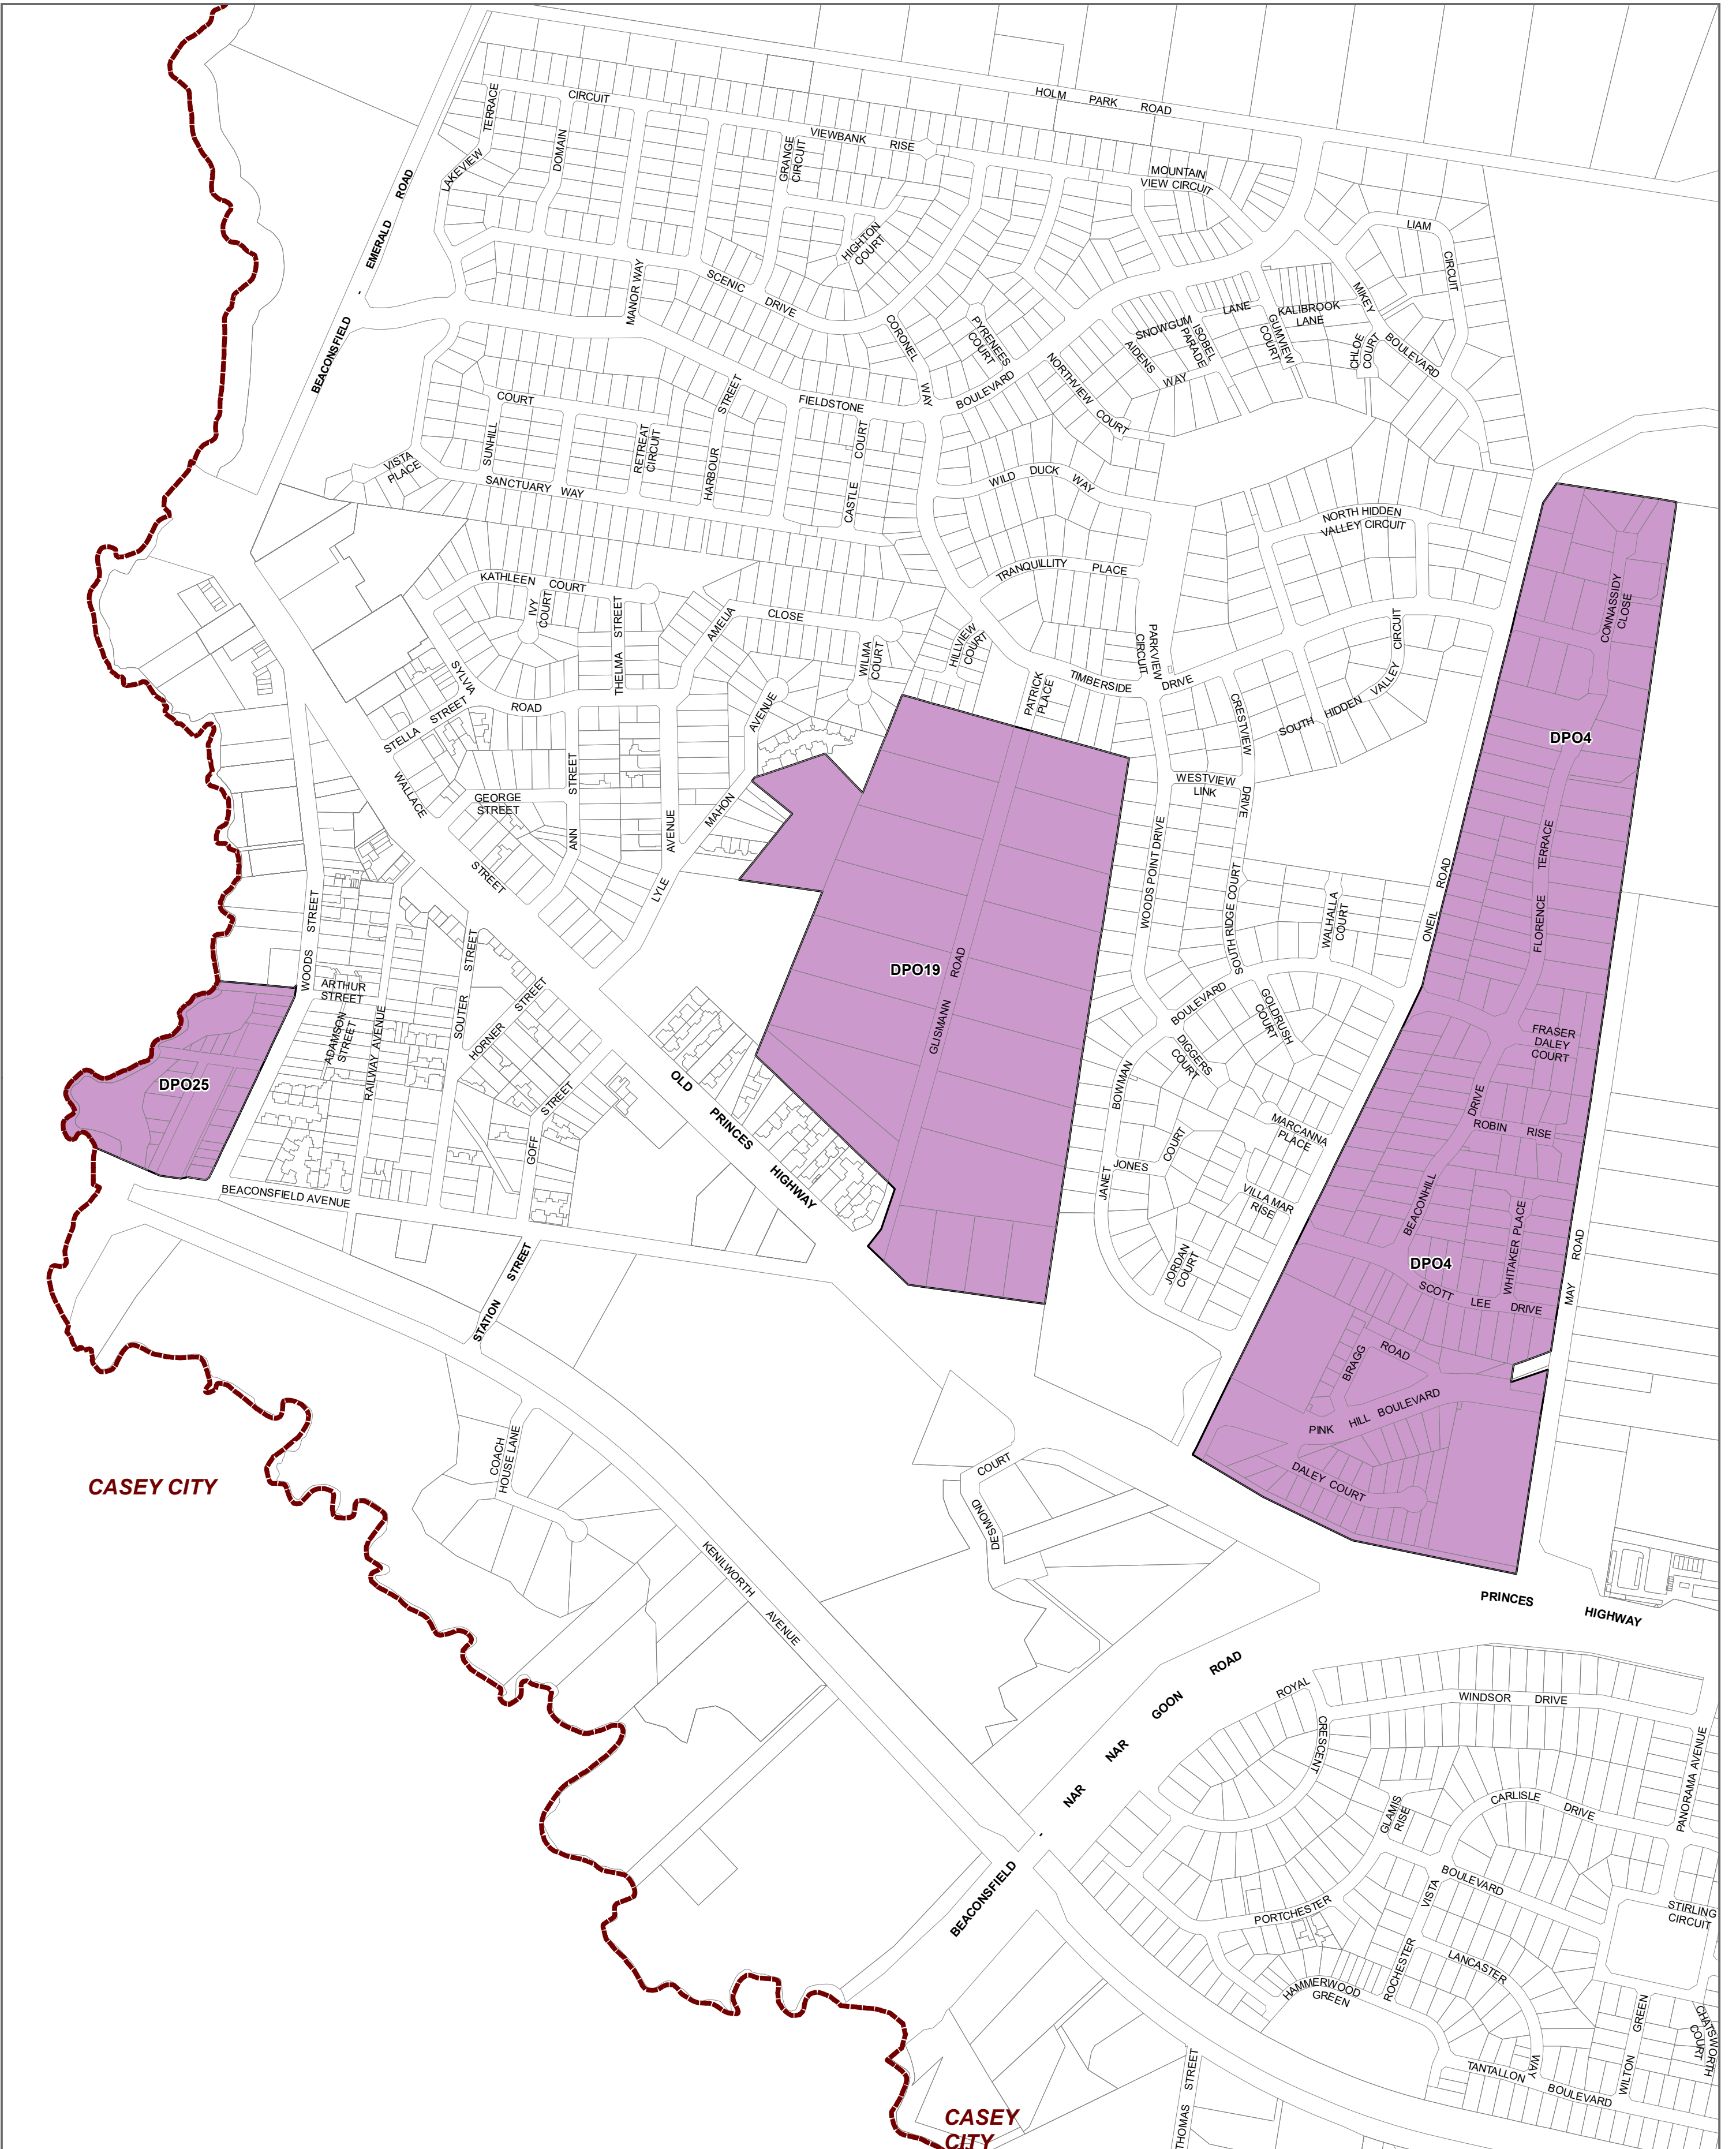 HOLM PARK ROAD
CIRCUIT
TERRACE
DOMAIN
LAKEVIEW
VIEWBANK RISE
GRANGE
CIRCUIT
MOUNTAIN
VIEW CIRCUIT
LIAM
CIRCUIT
BEACONSFIELD - EMERALD ROAD
HIGHTON
COURT
MANOR WAY
SCENIC DRIVE
CORONEL WAY
PYRENEES
COURT
SNOWGUM LANE
ISOBEL
PARADE
AIDENS WAY
GUMVIEW
COURT
KALIBROOK
LANE
MIKEY BOULEVARD
CHLOE
COURT
NORTHVIEW COURT
FIELDSTONE BOULEVARD
COURT
SUNHILL
RETREAT
CIRCUIT
HARBOUR STREET
CASTLE COURT
VISTA
PLACE
SANCTUARY WAY
WILD DUCK WAY
NORTH HIDDEN
VALLEY CIRCUIT
TRANQUILLITY PLACE
KATHLEEN COURT
IVY
COURT
THELMA STREET
AMELIA CLOSE
WILMA
COURT
HILLVIEW
COURT
PARKVIEW
CIRCUIT
PATRICK
PLACE
TIMBERSIDE DRIVE
CONNASSIDY
CLOSE
SYLVIA ROAD
STELLA STREET
WALLACE STREET
GEORGE
STREET
ANN STREET
LYLE AVENUE
MAHON AVENUE
CRESTVIEW DRIVE
SOUTH HIDDEN VALLEY CIRCUIT
DPO4
WESTVIEW
LINK
WOODS POINT DRIVE
SOUTH RIDGE COURT
WALHALLA
COURT
ONEIL ROAD
FLORENCE TERRACE
WOODS STREET
ARTHUR
STREET
ADAMSON
STREET
RAILWAY AVENUE
SOUTER STREET
HORNER STREET
GOFF STREET
DPO19
GLISMANN ROAD
DPO25
OLD PRINCES HIGHWAY
BOULEVARD
GOLDRUSH
COURT
DIGGERS
COURT
JANET BOWMAN
MARCANNA
PLACE
JONES COURT
VILLA MAR
RISE
JORDAN
COURT
FRASER
DALEY
COURT
ROBIN RISE
BEACONHILL DRIVE
WHITAKER PLACE
DPO4
SCOTT LEE DRIVE
MAY ROAD
BRAGG ROAD
PINK HILL BOULEVARD
DALEY COURT
BEACONSFIELD AVENUE
STATION STREET
CASEY CITY
COACH
HOUSE LANE
DESMOND COURT
KENILWORTH AVENUE
PRINCES HIGHWAY
BEACONSFIELD - NAR NAR GOON ROAD
ROYAL CRESCENT
WINDSOR DRIVE
PANORAMA AVENUE
GLAMIS
RISE
CARLISLE DRIVE
PORTCHESTER BOULEVARD
VISTA
ROCHESTER
STIRLING
CIRCUIT
LANCASTER WAY
HAMMERWOOD
GREEN
TANTALLON BOULEVARD
WILTON GREEN
CHATSWORTH
COURT
THOMAS STREET
CASEY
CITY